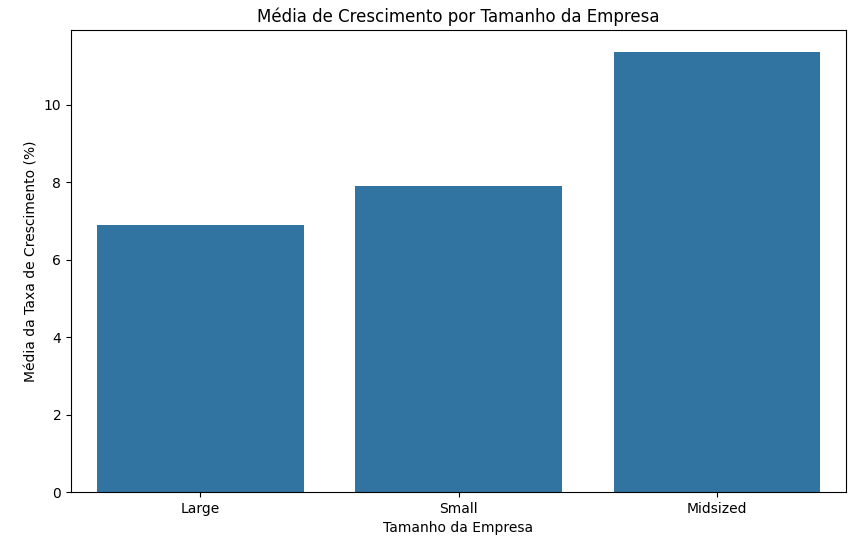 Média de Crescimento por Tamanho da Empresa
Média da Taxa de Crescimento (%)
10
8
6
4
2
0
Large Small Midsized
Tamanho da Empresa